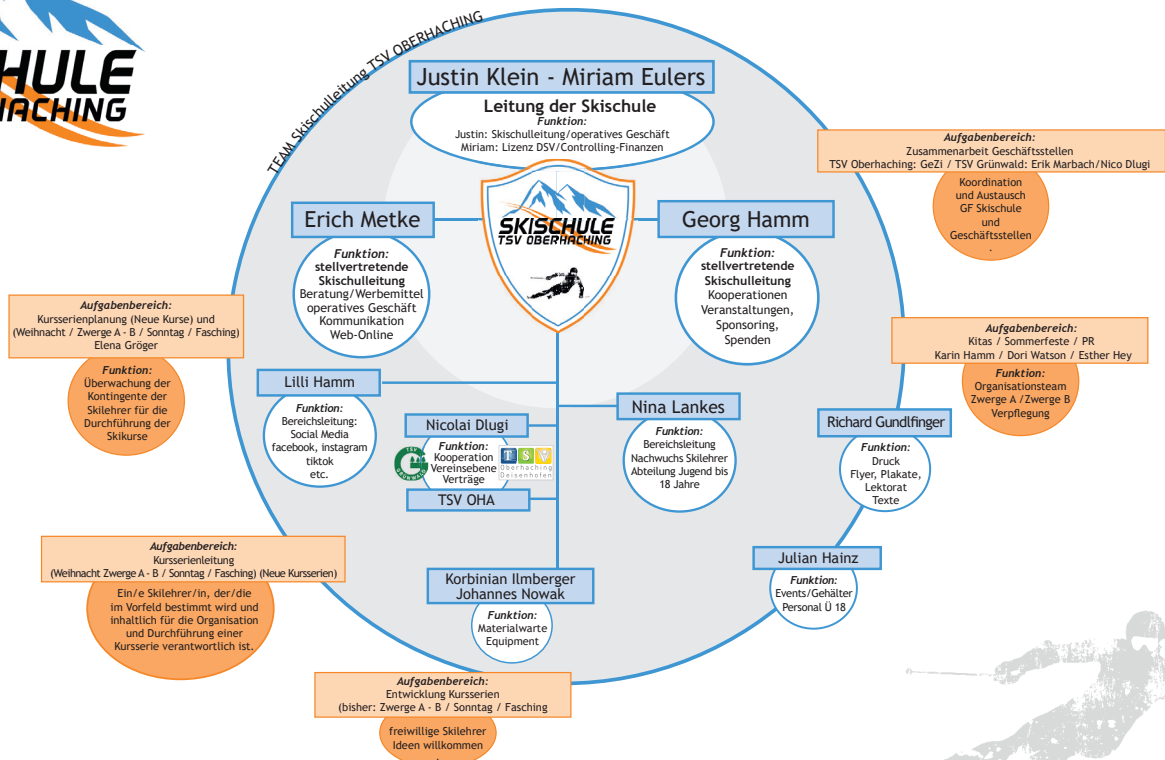 HULE
HACHING
TEAM Skischulleitung TSV OBERHACHING
Justin Klein - Miriam Eulers
Leitung der Skischule
Funktion:
Justin: Skischulleitung/operatives Geschäft
Miriam: Lizenz DSV/Controlling-Finanzen
SKISCHULE
TSV OBERHACHING
Erich Metke
Funktion:
stellvertretende
Skischulleitung
Beratung/Werbemittel
operatives Geschäft
Kommunikation
Web-Online
Georg Hamm
Funktion:
stellvertretende
Skischulleitung
Kooperationen
Veranstaltungen,
Sponsoring,
Spenden
Aufgabenbereich:
Zusammenarbeit Geschäftsstellen
TSV Oberhaching: GeZi / TSV Grünwald: Erik Marbach/Nico Dlugi
Koordination
und Austausch
GF Skischule
und
Geschäftsstellen
.
Aufgabenbereich:
Kursserienplanung (Neue Kurse) und
(Weihnacht / Zwerge A - B / Sonntag / Fasching)
Elena Gröger
Funktion:
Überwachung der
Kontingente der
Skilehrer für die
Durchführung der
Skikurse
Aufgabenbereich:
Kitas / Sommerfeste / PR
Karin Hamm / Dori Watson / Esther Hey
Funktion:
Organisationsteam
Zwerge A /Zwerge B
Verpflegung
Lilli Hamm
Funktion:
Bereichsleitung:
Social Media
facebook, instagram
tiktok
etc.
Nicolai Dlugi
Funktion:
Kooperation
Vereinsebene
Verträge
TSV
GRÜNWALD
TSV
Oberhaching
Deisenhofen
TSV OHA
Nina Lankes
Funktion:
Bereichsleitung
Nachwuchs Skilehrer
Abteilung Jugend bis
18 Jahre
Richard Gundlfinger
Funktion:
Druck
Flyer, Plakate,
Lektorat
Texte
Aufgabenbereich:
Kursserienleitung
(Weihnacht Zwerge A - B / Sonntag / Fasching) (Neue Kursserien)
Ein/e Skilehrer/in, der/die
im Vorfeld bestimmt wird und
inhaltlich für die Organisation
und Durchführung einer
Kursserie verantwortlich ist.
Korbinian Ilmberger
Johannes Nowak
Funktion:
Materialwarte
Equipment
Julian Hainz
Funktion:
Events/Gehälter
Personal Ü 18
Aufgabenbereich:
Entwicklung Kursserien
(bisher: Zwerge A - B / Sonntag / Fasching
freiwillige Skilehrer
Ideen willkommen
.